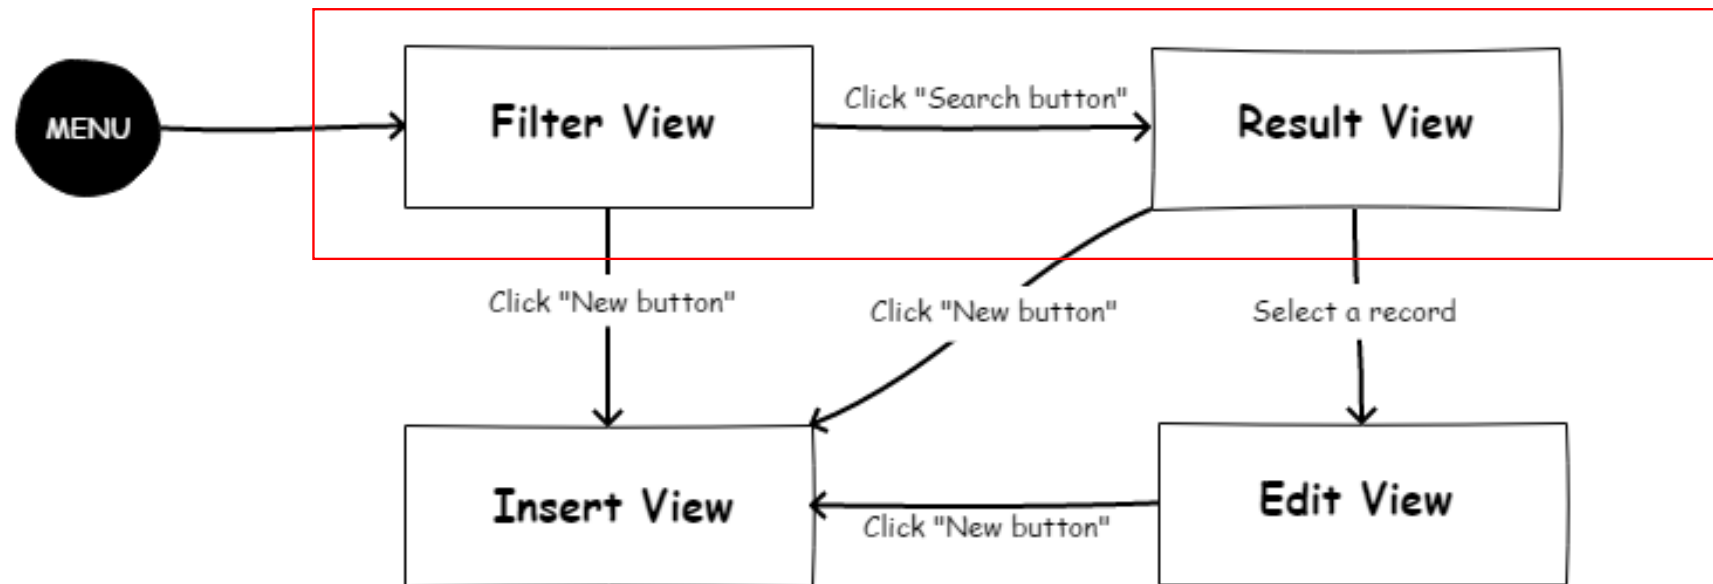 MENU
Filter View
Click "Search button"
Result View
Click "New button"
Click "New button"
Select a record
Insert View
Click "New button"
Edit View